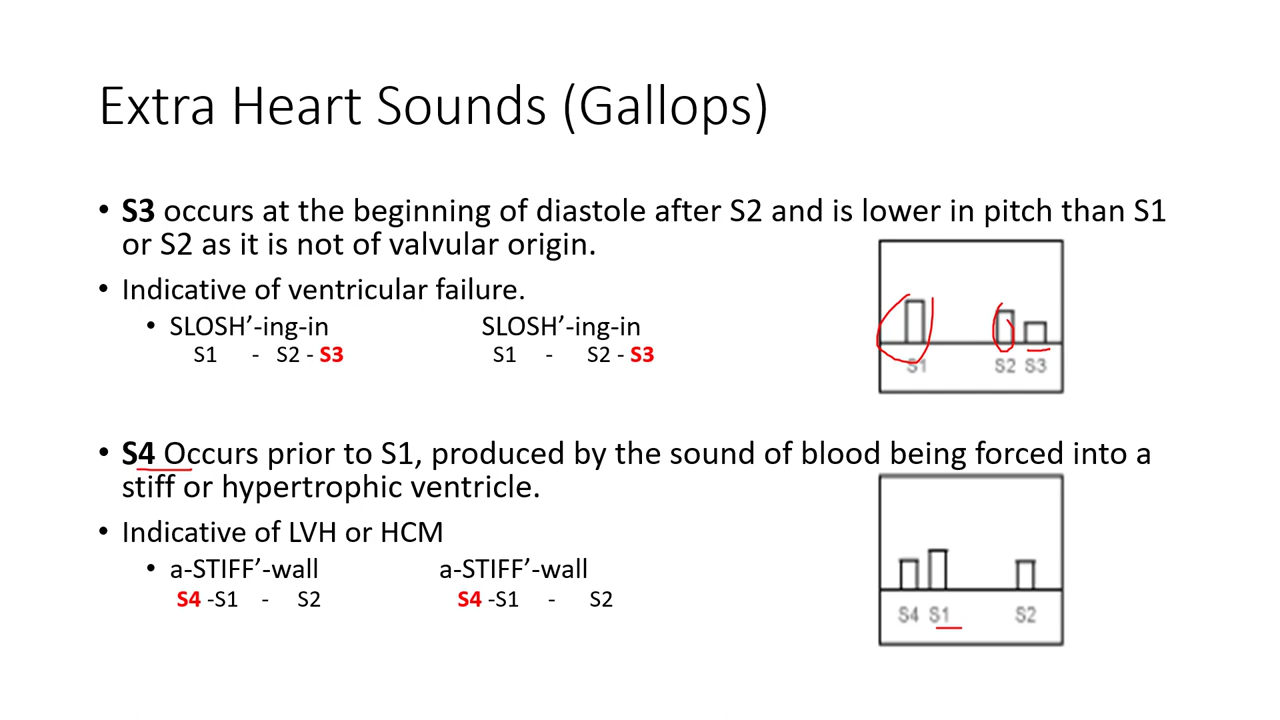 Extra Heart Sounds (Gallops)
• S3 occurs at the beginning of diastole after S2 and is lower in pitch than S1
or S2 as it is not of valvular origin.
• Indicative of ventricular failure.
• SLOSH’-ing-in SLOSH’-ing-in
S1 - S2 - S3 S1 - S2 - S3
S1 S2 S3
• S4 Occurs prior to S1, produced by the sound of blood being forced into a
stiff or hypertrophic ventricle.
• Indicative of LVH or HCM
• a-STIFF’-wall a-STIFF’-wall
S4 -S1 - S2 S4 -S1 - S2
S4 S1 S2